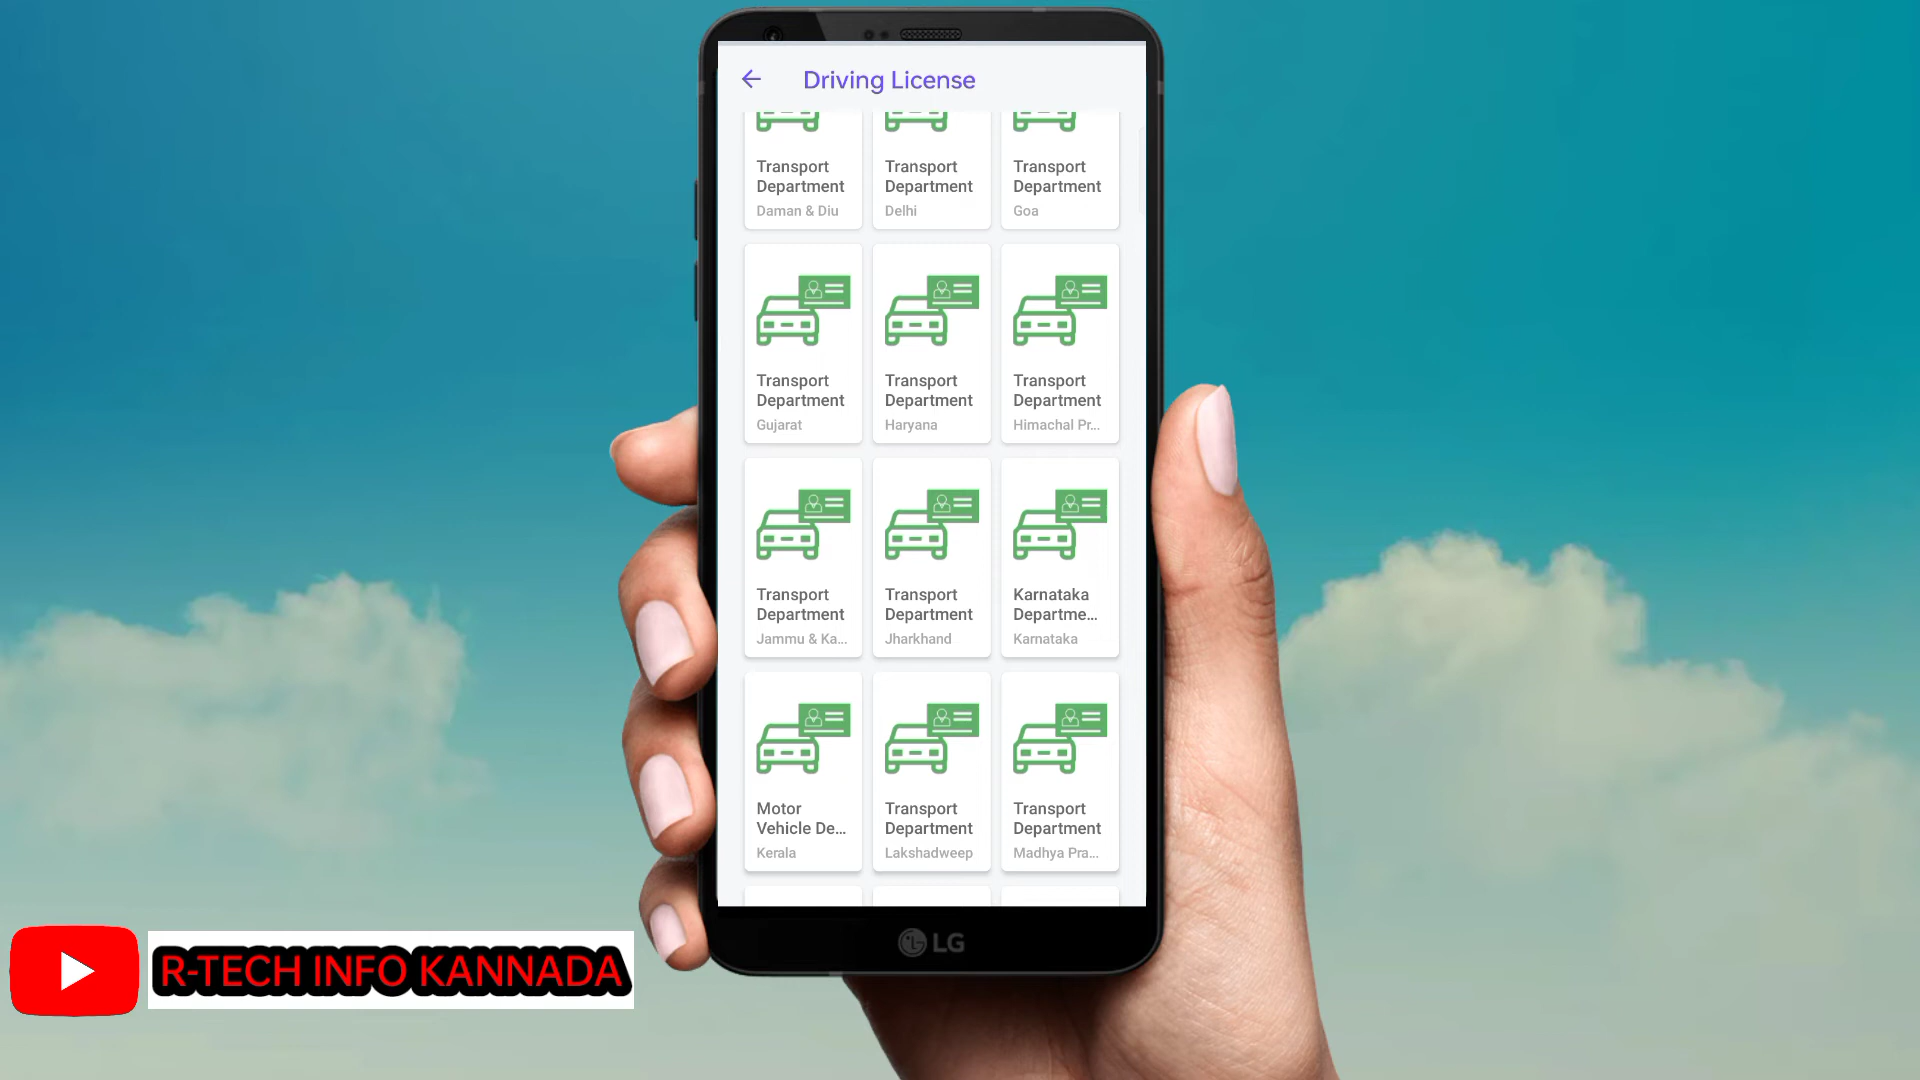 Driving License
Transport
Department
Daman & Diu
Transport
Department
Delhi
Transport
Department
Goa
Transport
Department
Gujarat
Transport
Department
Haryana
Transport
Department
Himachal Pr...
Transport
Department
Jammu & Ka...
Transport
Department
Jharkhand
Karnataka
Departme...
Karnataka
Motor
Vehicle De...
Kerala
Transport
Department
Lakshadweep
Transport
Department
Madhya Pra...
LG
R-TECH INFO KANNADA